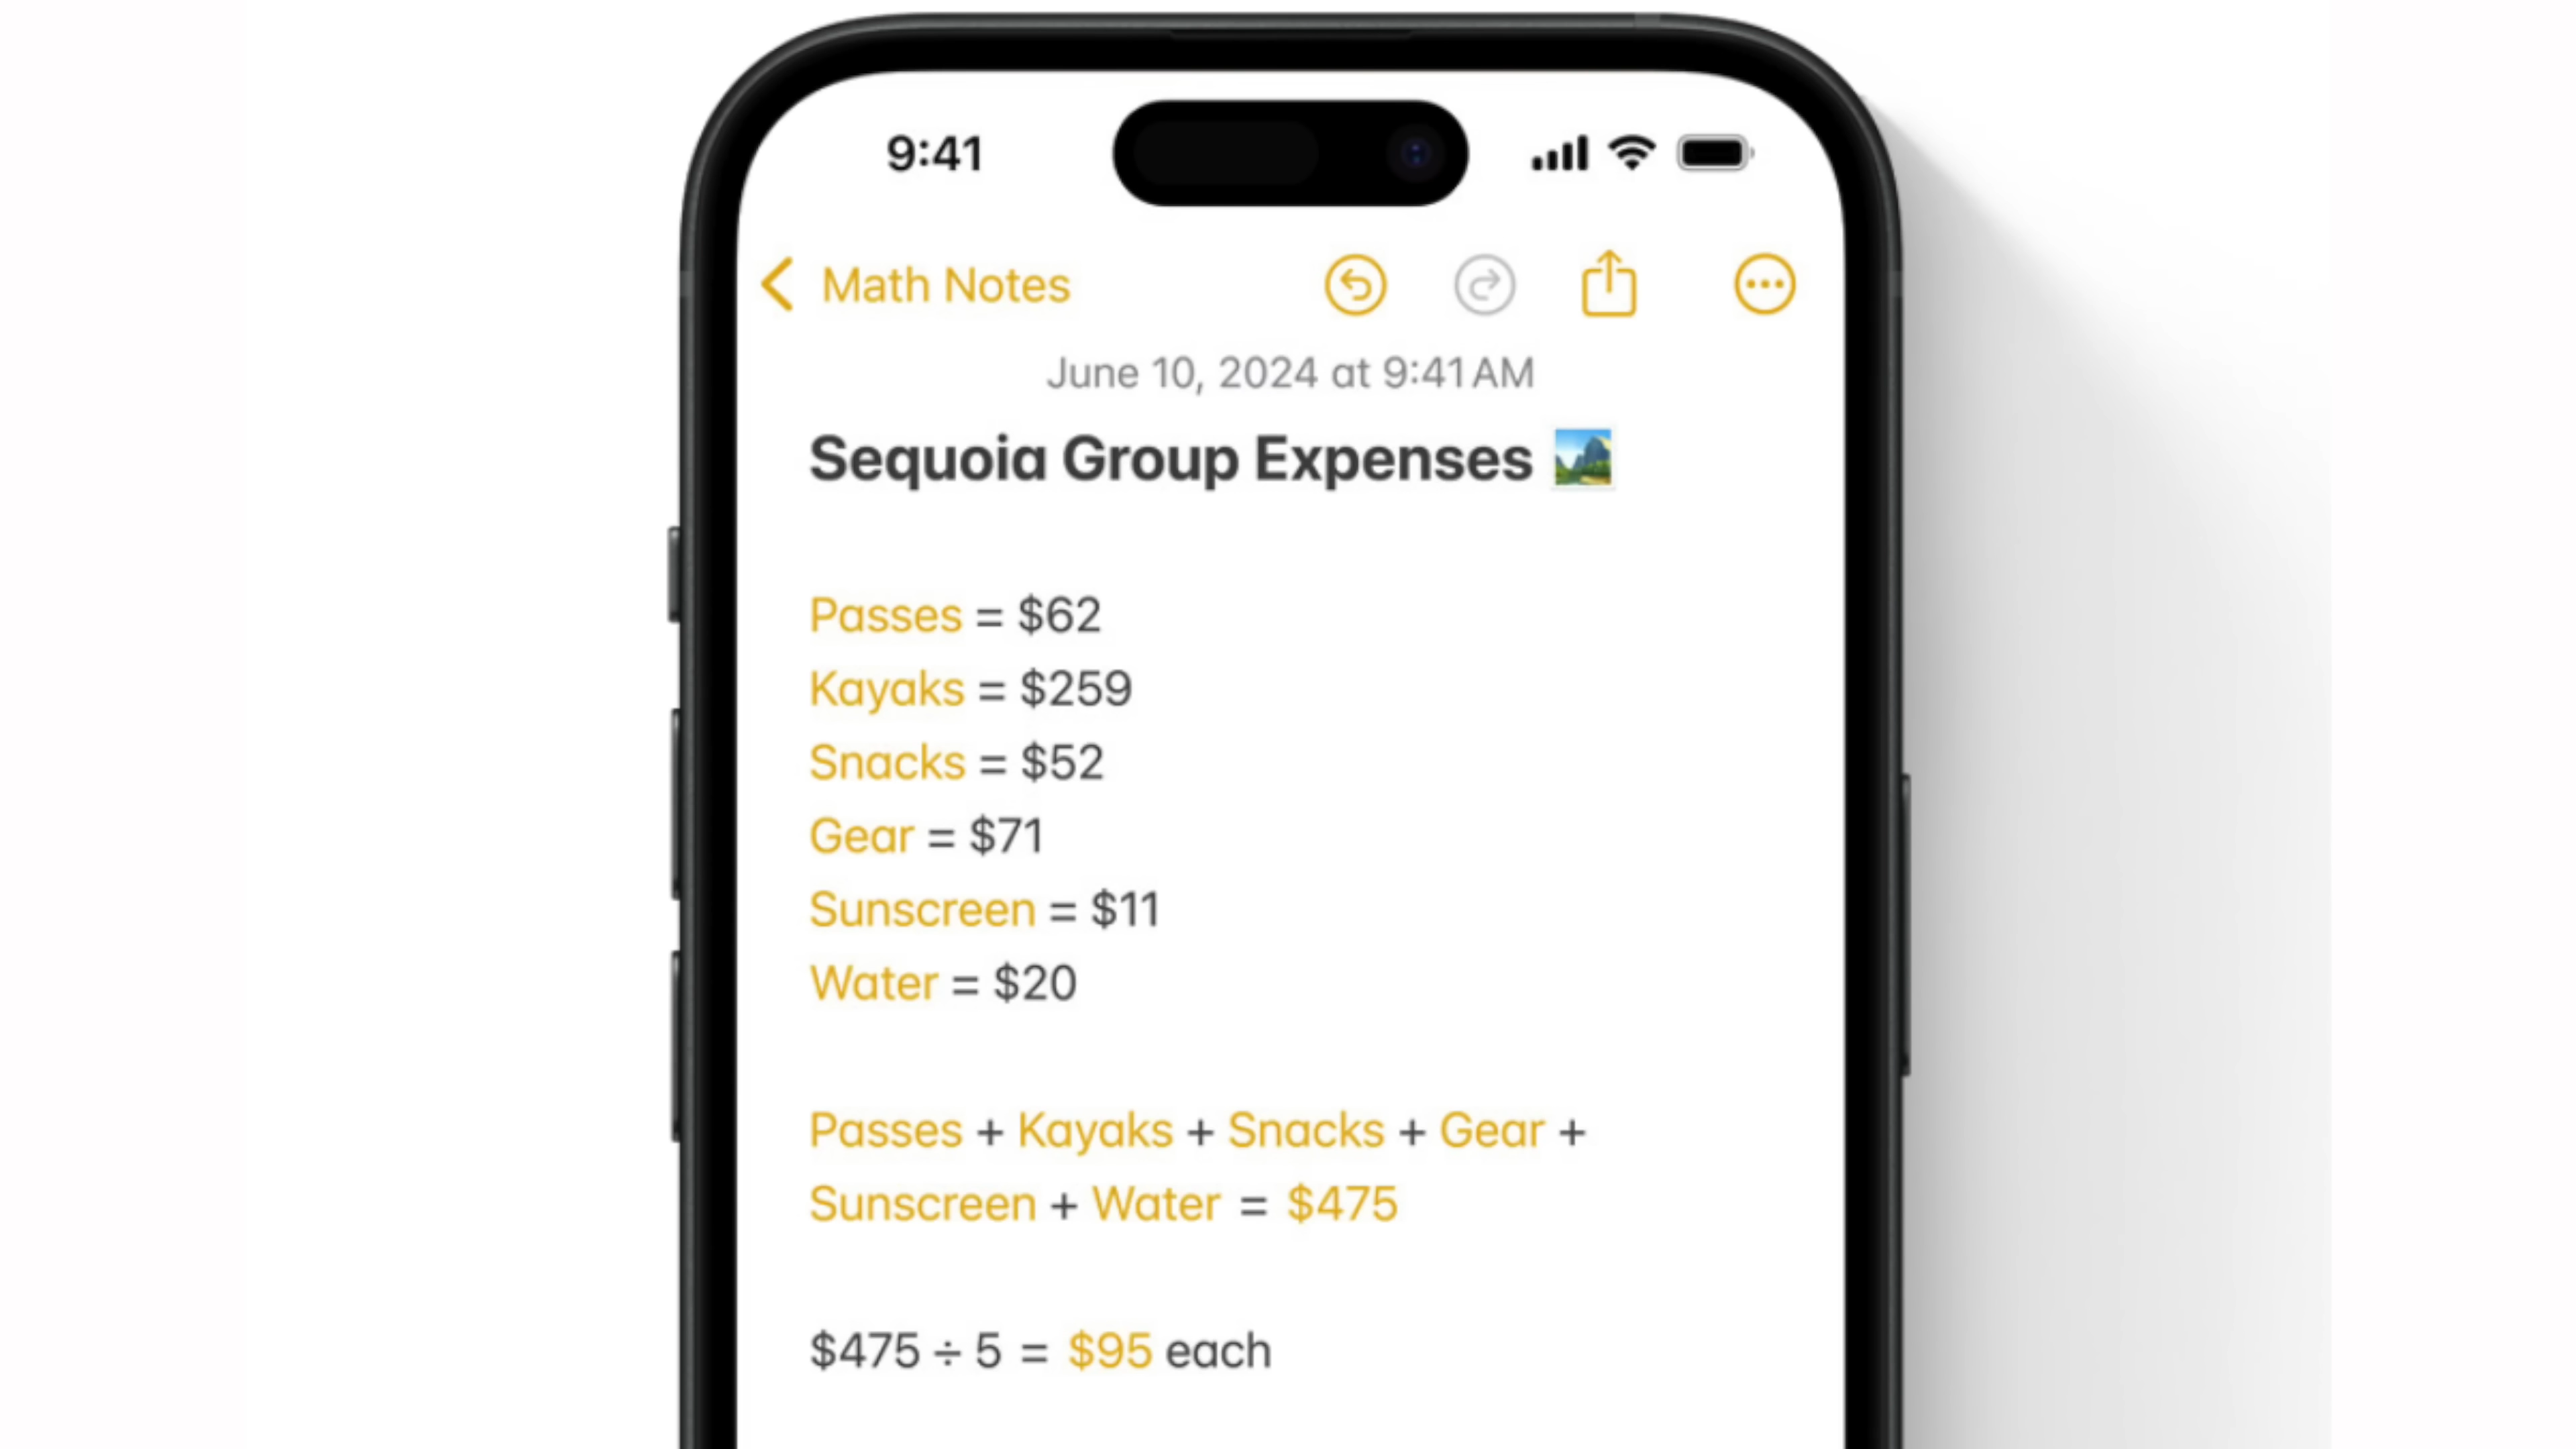 9:41
Math Notes
June 10, 2024 at 9:41 AM
Sequoia Group Expenses
Passes = $62
Kayaks = $259
Snacks = $52
Gear = $71
Sunscreen = $11
Water = $20
Passes + Kayaks + Snacks + Gear +
Sunscreen + Water = $475
$475 ÷ 5 = $95 each